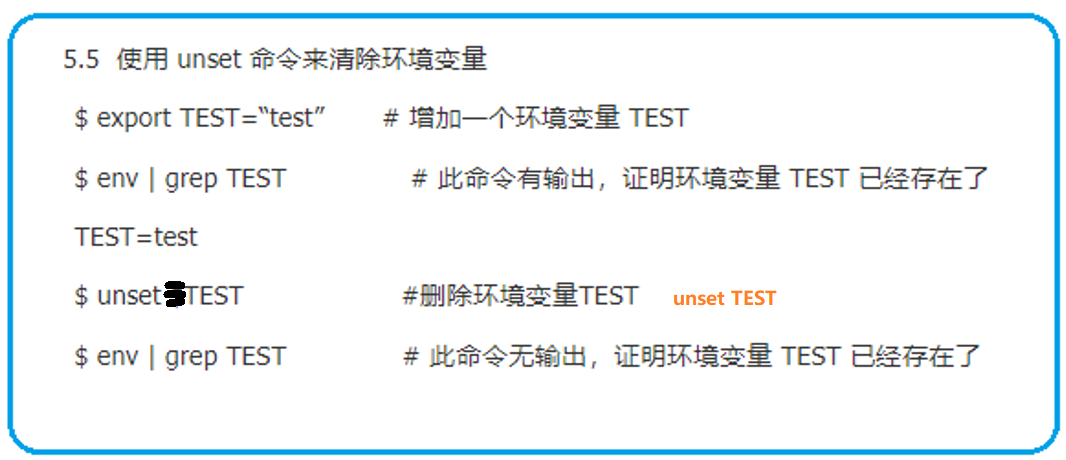 5.5 使用 unset 命令来清除环境变量
$ export TEST=“test” # 增加一个环境变量 TEST
$ env | grep TEST # 此命令有输出，证明环境变量 TEST 已经存在了
TEST=test
$ unset TEST #删除环境变量TEST unset TEST
$ env | grep TEST # 此命令无输出，证明环境变量 TEST 已经存在了